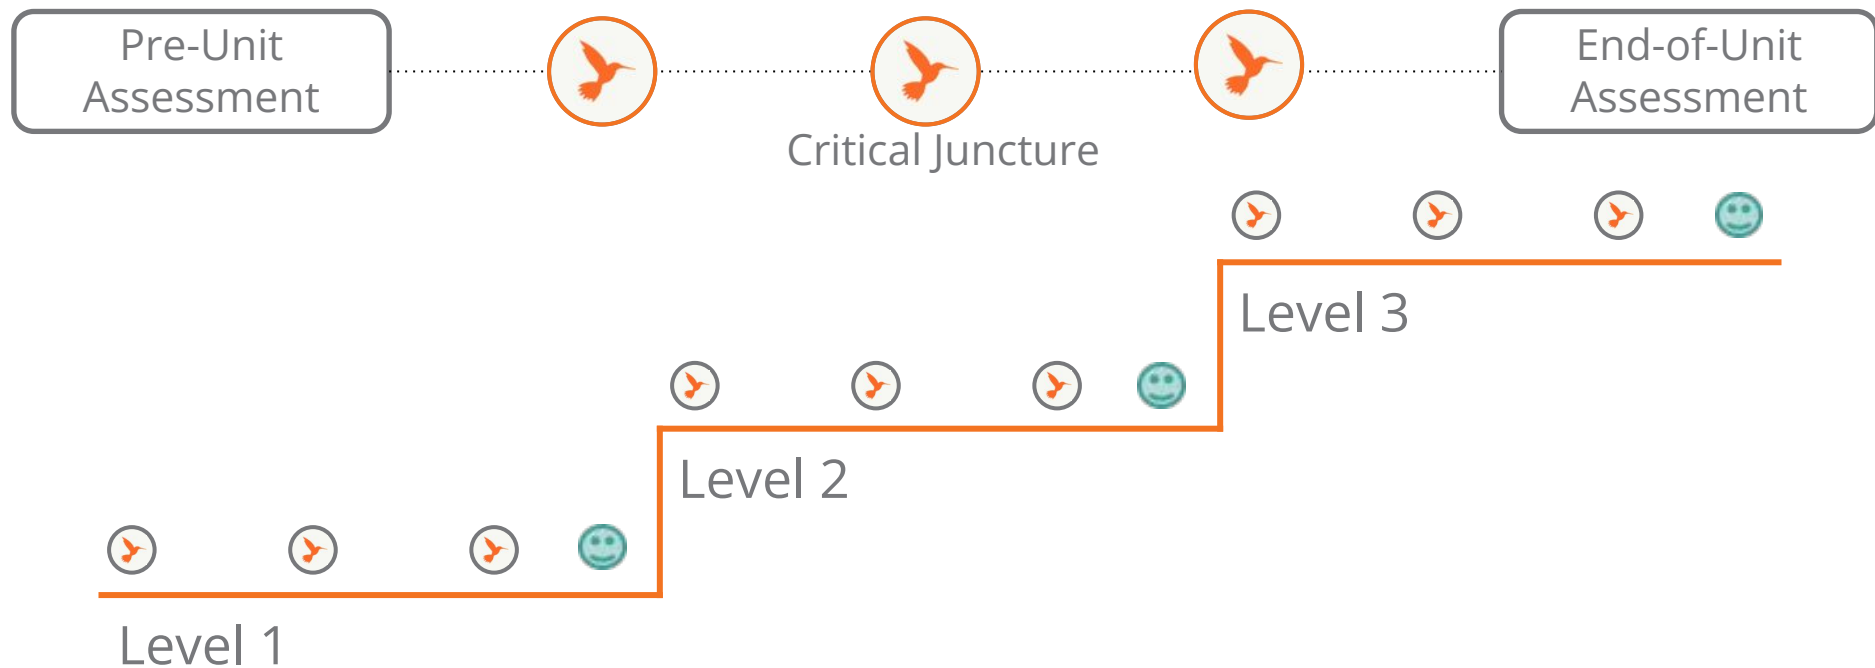 Pre-Unit
Assessment
End-of-Unit
Assessment
Critical Juncture
Level 3
Level 2
Level 1